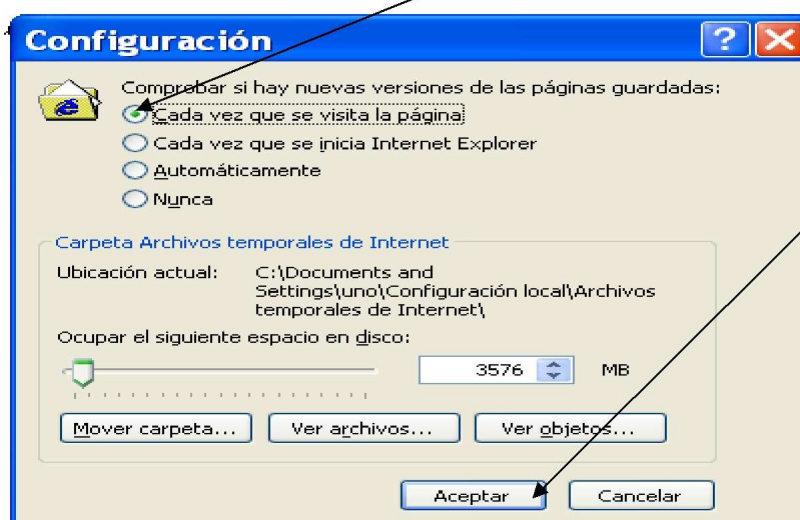 Configuración
Comprobar si hay nuevas versiones de las páginas guardadas:
Cada vez que se visita la página
Cada vez que se inicia Internet Explorer
Automáticamente
Nunca
Carpeta Archivos temporales de Internet
Ubicación actual: C:\Documents and
Settings\uno\Configuración local\Archivos
temporales de Internet\
Ocupar el siguiente espacio en disco:
3576 MB
Mover carpeta... Ver archivos... Ver objetos...
Aceptar Cancelar